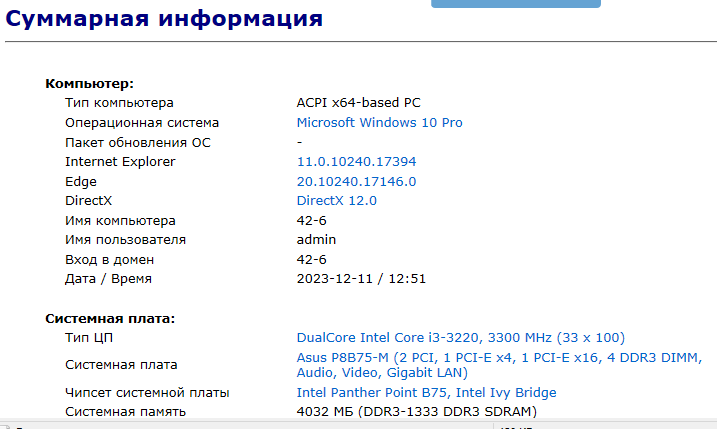 Суммарная информация
Компьютер:
Тип компьютера ACPI x64-based PC
Операционная система Microsoft Windows 10 Pro
Пакет обновления ОС -
Internet Explorer 11.0.10240.17394
Edge 20.10240.17146.0
DirectX DirectX 12.0
Имя компьютера 42-6
Имя пользователя admin
Вход в домен 42-6
Дата / Время 2023-12-11 / 12:51
Системная плата:
Тип ЦП DualCore Intel Core i3-3220, 3300 MHz (33 x 100)
Системная плата Asus P8B75-M (2 PCI, 1 PCI-E x4, 1 PCI-E x16, 4 DDR3 DIMM,
Audio, Video, Gigabit LAN)
Чипсет системной платы Intel Panther Point B75, Intel Ivy Bridge
Системная память 4032 МБ (DDR3-1333 DDR3 SDRAM)